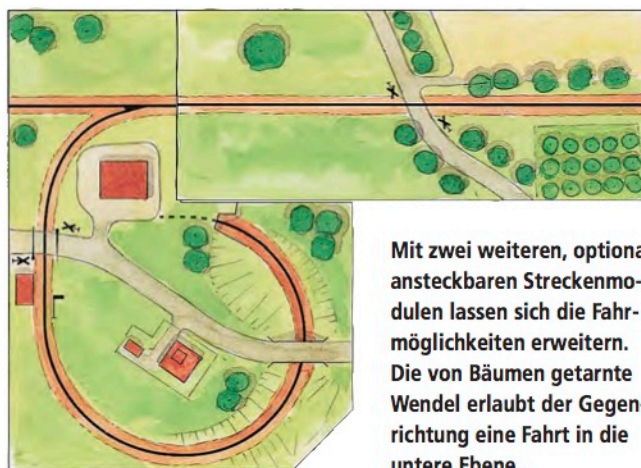 Mit zwei weiteren, optional
ansteckbaren Streckenmo-
dulen lassen sich die Fahr-
möglichkeiten erweitern.
Die von Bäumen getarnte
Wendel erlaubt der Gegen-
richtung eine Fahrt in die
untere Ebene